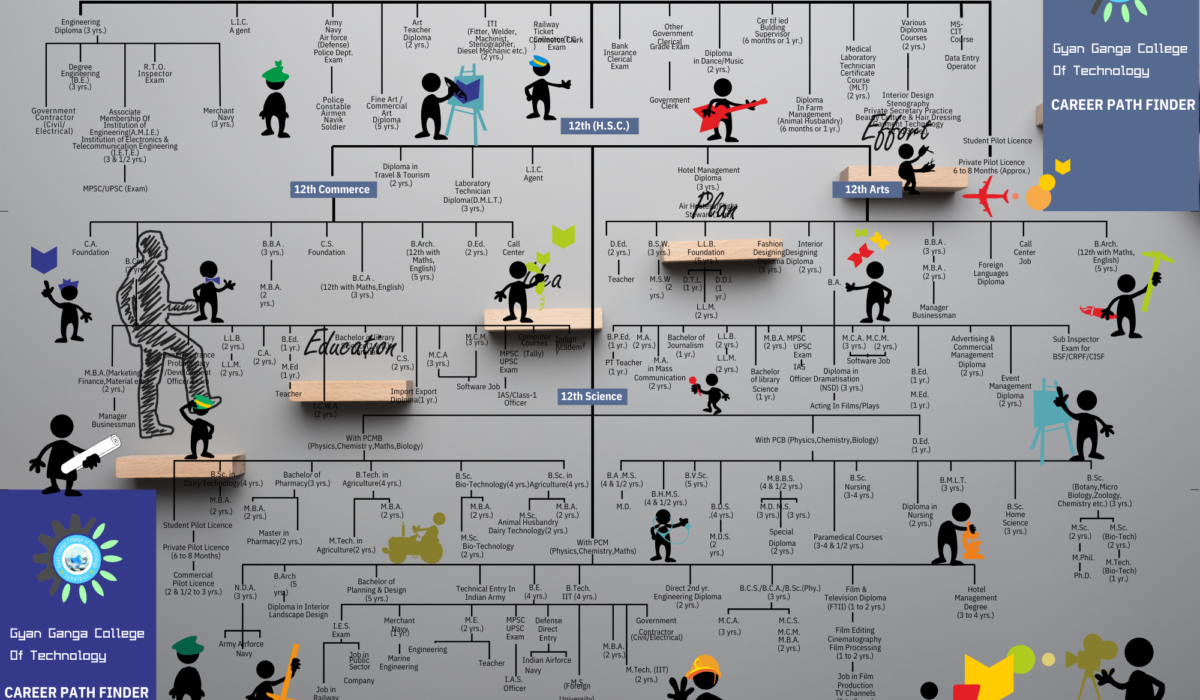 Engineering
Diploma (3 yrs.)
L.I.C.
A gent
Army
Navy
Air force
(Defense)
Police Dept.
Exam
Art
Teacher
Diploma
(2 yrs.)
ITI
(Fitter, Welder,
Machinist,
Stenographer,
Diesel Mechanic etc.)
(2 yrs.)
Railway
Ticket
Exam
Bank
Insurance
Clerical
Exam
Other
Government
Clerical
Grade Exam
Diploma
in Dance/Music
(2 yrs.)
Cer tif ied
Bulding
Supervisor
(6 months or 1 yr.)
Medical
Laboratory
Technician
Certificate
Course
(MLT)
(2 yrs.)
Various
Diploma
Courses
(2 yrs.)
MS-
CIT
Course
Data Entry
Operator
Gyan Ganga College
Of Technology
CAREER PATH FINDER
Degree
Engineering
(B.E.)
(3 yrs.)
R.T.O.
Inspector
Exam
Government
Contractor
(Civil/
Electrical)
Associate
Membership Of
Institution of
Engineering(A.M.I.E.)
Institution of Electronics &
Telecommunication Engineering
(I.E.T.E.)
(3 & 1/2 yrs.)
MPSC/UPSC (Exam)
Merchant
Navy
(3 yrs.)
Police
Constable
Airmen
Navik
Soldier
Fine Art /
Commercial
Art
Diploma
(5 yrs.)
Government
Clerk
Diploma
In Farm
Management
(Animal Husbandry)
(6 months or 1 yr.)
Interior Design
Stenography
Private Secretary Practice
Beauty Culture & Hair Dressing
Effort
Student Pilot Licence
Private Pilot Licence
6 to 8 Months (Approx.)
12th (H.S.C.)
12th Commerce
Diploma in
Travel & Tourism
(2 yrs.)
Laboratory
Technician
Diploma(D.M.L.T.)
(3 yrs.)
L.I.C.
Agent
Hotel Management
Diploma
(3 yrs.)
Plan
12th Arts
C.A.
Foundation
B.B.A .
(3 yrs.)
M.B.A.
(2
yrs.)
C.S.
Foundation
B.C.A .
(12th with Maths,English)
(3 yrs.)
B.Arch.
(12th with
Maths,
English)
(5 yrs.)
D.Ed.
(2 yrs.)
Call
Center
Idea
D.Ed.
(2 yrs.)
Teacher
B.S.W.
(3 yrs.)
M.S.W
(2
yrs.)
L.L.B.
Foundation
(5 yrs.)
D.T.L.
(1 yr.)
D.D.I.
(1
yr.)
L.L.M.
(2 yrs.)
Fashion
Designing
Interior
Designing
Diploma
(2 yrs.)
B.A.
B.B.A .
(3 yrs.)
M.B.A .
(2 yrs.)
Manager
Businessman
Foreign
Languages
Diploma
Call
Center
Job
B.Arch.
(12th with Maths,
English)
(5 yrs.)
M.B.A.(Marketing
Finance,Material
(2 yrs.)
Manager
Businessman
L.L.B.
(2 yrs.)
L.L.M.
(2 yrs.)
C.A.
(2 yrs.)
B.Ed.
(1 yr.)
M.Ed
(1 yr.)
Teacher
Education
I.C.W.A.
(2 yrs.)
C.S.
(2 yrs.)
Import Export
Diploma(1 yr.)
M.C.A
(3 yrs.)
M.C.M.
(2 yrs.)
Software Job
MPSC
UPSC
Exam
IAS/Class-1
Officer
Computer
Courses
(Tally)
Indian
Academy
12th Science
B.P.Ed.
(1 yr.)
PT Teacher
(1 yr.)
M.A.
(2 yrs.)
M.A.
in Mass
Communication
(2 yrs.)
Bachelor of
Journalism
(1 yr.)
L.L.B.
(2 yrs.)
L.L.M.
(2 yrs.)
M.B.A.
(2 yrs.)
Bachelor
of library
Science
(1 yr.)
MPSC
UPSC
Exam
IAS
Officer
M.C.A.
(3 yrs.)
M.C.M.
(2 yrs.)
Software Job
Diploma in
Dramatisation
(NSD) (3 yrs.)
Acting In Films/Plays
B.Ed.
(1 yr.)
M.Ed.
(1 yr.)
D.Ed.
(1 yr.)
Advertising &
Commercial
Management
Diploma
(2 yrs.)
Event
Management
Diploma
(2 yrs.)
Sub Inspector
Exam for
BSF/CRPF/CISF
With PCMB
(Physics,Chemistr y,Maths,Biology)
With PCB (Physics,Chemistry,Biology)
B.Sc. in
Dairy Technology(4 yrs.)
M.B.A.
(2 yrs.)
Bachelor of
Pharmacy(3 yrs.)
M.B.A.
(2 yrs.)
Master in
Pharmacy(2 yrs.)
B.Tech. in
Agriculture(4 yrs.)
M.B.A.
(2 yrs.)
M.Tech. in
Agriculture(2 yrs.)
B.Sc.
Bio-Technology(4 yrs.)
M.B.A.
(2 yrs.)
M.Sc.
Bio-Technology
(2 yrs.)
B.Sc. in
Agriculture(4 yrs.)
M.B.A.
(2 yrs.)
M.Sc.
Animal Husbandry
Dairy Technology(2 yrs.)
With PCM
(Physics,Chemistry,Maths)
B.A .M.S.
(4 & 1/2 yrs.)
M.D.
B.H.M.S.
(4 & 1/2 yrs.)
B.V.Sc.
(5 yrs.)
B.D.S.
(4 yrs.)
M.D.S.
(2
yrs.)
M.B.B.S.
(4 & 1/2 yrs.)
M.D.
(3 yrs.)
M.S.
(3 yrs.)
Special
Diploma
(2 yrs.)
B.Sc.
Nursing
(3-4 yrs.)
Paramedical Courses
(3-4 & 1/2 yrs.)
B.M.L.T.
(3 yrs.)
Diploma in
Nursing
(2 yrs.)
B.Sc
Home
Science
(3 yrs.)
B.Sc
(Botany,Micro
Biology,Zoology,
Chemistry etc.) (3 yrs.)
M.Sc.
(2 yrs.)
M.Phil.
Ph.D.
M.Sc.
(Bio-Tech)
(2 yrs.)
M.Tech.
(Bio-Tech)
(1 yr.)
Student Pilot Licence
Private Pilot Licence
(6 to 8 Months)
Commercial
Pilot Licence
(2 & 1/2 to 3 yrs.)
Gyan Ganga College
Of Technology
CAREER PATH FINDER
N.D.A.
(3 yrs.)
Army Airforce
Navy
B.Arch
(5
yrs.)
Diploma in Interior
Landscape Design
Bachelor of
Planning & Design
(5 yrs.)
I.E.S.
Exam
Job in
Public
Sector
Company
Job in
Railway
Merchant
Navy
(1 yr.)
Marine
Engineering
Technical Entry In
Indian Army
M.E.
(2 yrs.)
Engineering
Teacher
B.E.
(4 yrs.)
MPSC
UPSC
Exam
I.A.S.
Officer
Defense
Direct
Entry
Indian Airforce
Navy
B.Tech.
IIT (4 yrs.)
M.S.
(Foreign
University)
M.B.A.
(2 yrs.)
M.Tech. (IIT)
(2 yrs.)
Government
Contractor
(Civil/Electrical)
Direct 2nd yr.
Engineering Diploma
(2 yrs.)
B.C.S./B.C.A./B.Sc.(Phy.)
(3 yrs.)
M.C.A.
(3 yrs.)
M.C.M.
M.B.A.
(2 yrs.)
Film &
Television Diploma
(FTII) (1 to 2 yrs.)
Film Editing
Cinematography
Film Processing
(1 to 2 yrs.)
Job in Film
Production
TV Channels
Hotel
Management
Degree
(3 to 4 yrs.)